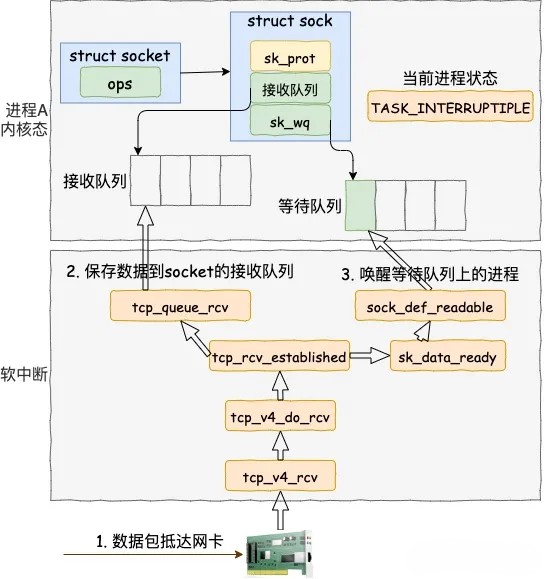 struct sock
struct socket
ops
sk_prot
接收队列
sk_wq
当前进程状态
TASK_INTERRUPTIPLE
进程A
内核态
接收队列
等待队列
2. 保存数据到socket的接收队列
3. 唤醒等待队列上的进程
tcp_queue_rcv
sock_def_readable
tcp_rcv_established
sk_data_ready
软中断
tcp_v4_do_rcv
tcp_v4_rcv
1. 数据包抵达网卡